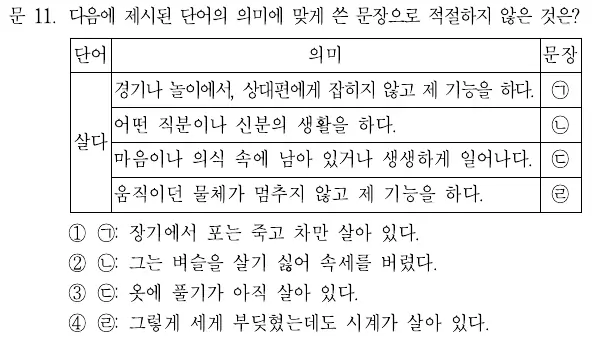 문 11. 다음에 제시된 단어의 의미에 맞게 쓴 문장으로 적절하지 않은 것은?
단어 의미 문장
살다
경기나 놀이에서, 상대편에게 잡히지 않고 제 기능을 하다. ㉠
어떤 직분이나 신분의 생활을 하다. ㉡
마음이나 의식 속에 남아 있거나 생생하게 일어나다. ㉢
움직이던 물체가 멈추지 않고 제 기능을 하다. ㉣
① ㉠: 장기에서 포는 죽고 차만 살아 있다.
② ㉡: 그는 벼슬을 살기 싫어 속세를 버렸다.
③ ㉢: 옷에 풀기가 아직 살아 있다.
④ ㉣: 그렇게 세게 부딪혔는데도 시계가 살아 있다.